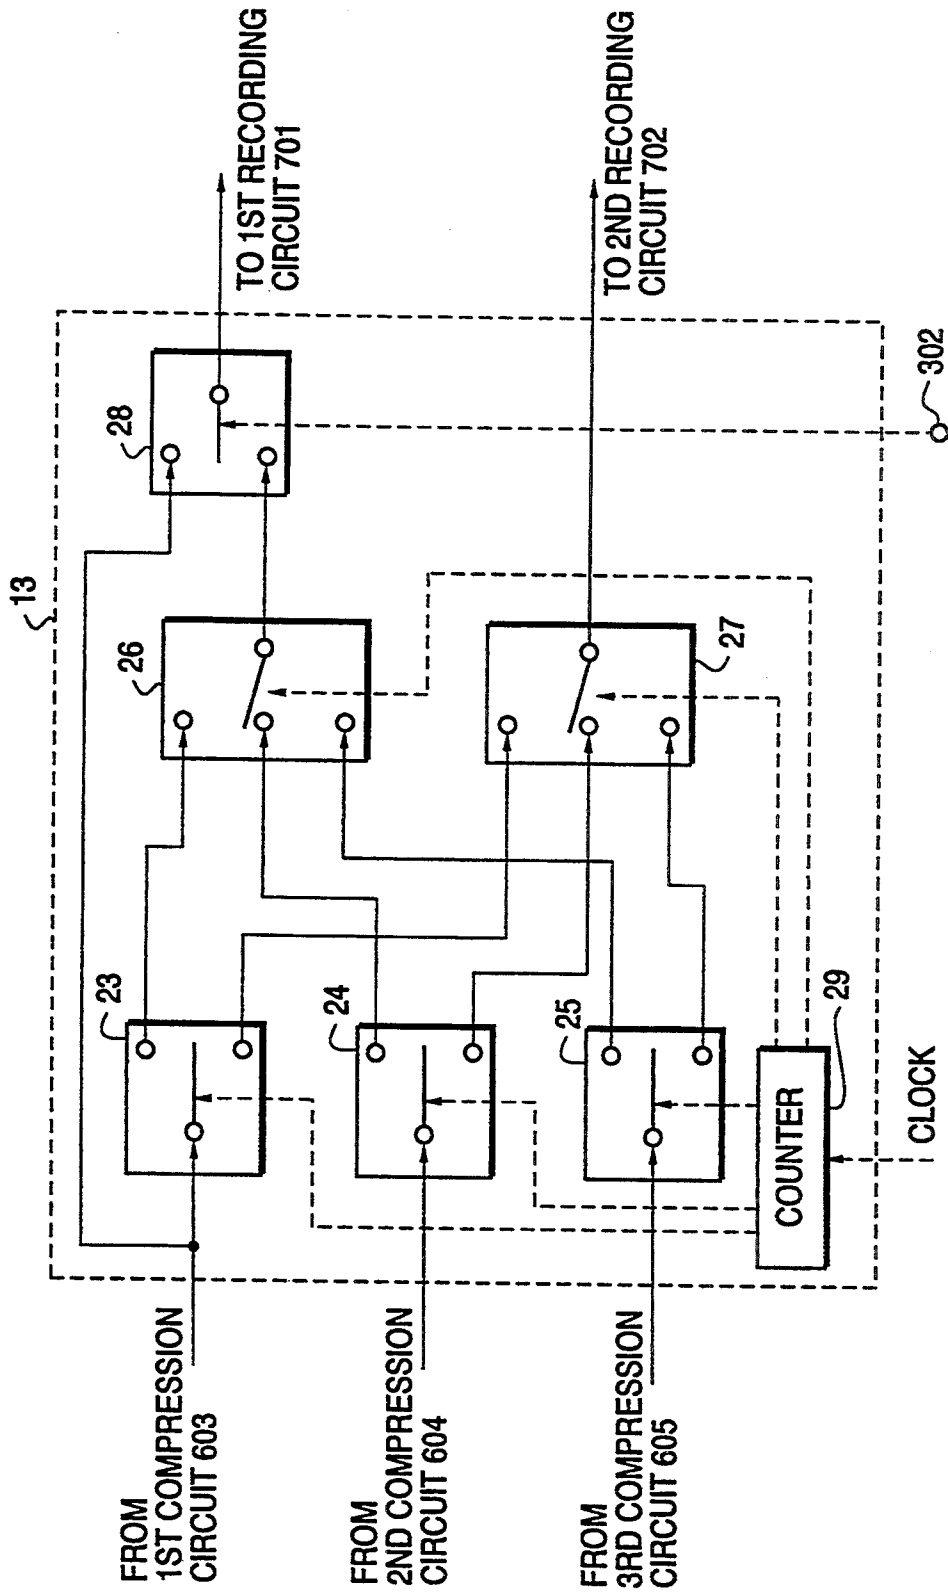 13
FROM
1ST COMPRESSION
CIRCUIT 603
23
26
28
TO 1ST RECORDING
CIRCUIT 701
FROM
2ND COMPRESSION
CIRCUIT 604
24
27
TO 2ND RECORDING
CIRCUIT 702
FROM
3RD COMPRESSION
CIRCUIT 605
25
COUNTER
29
CLOCK
302